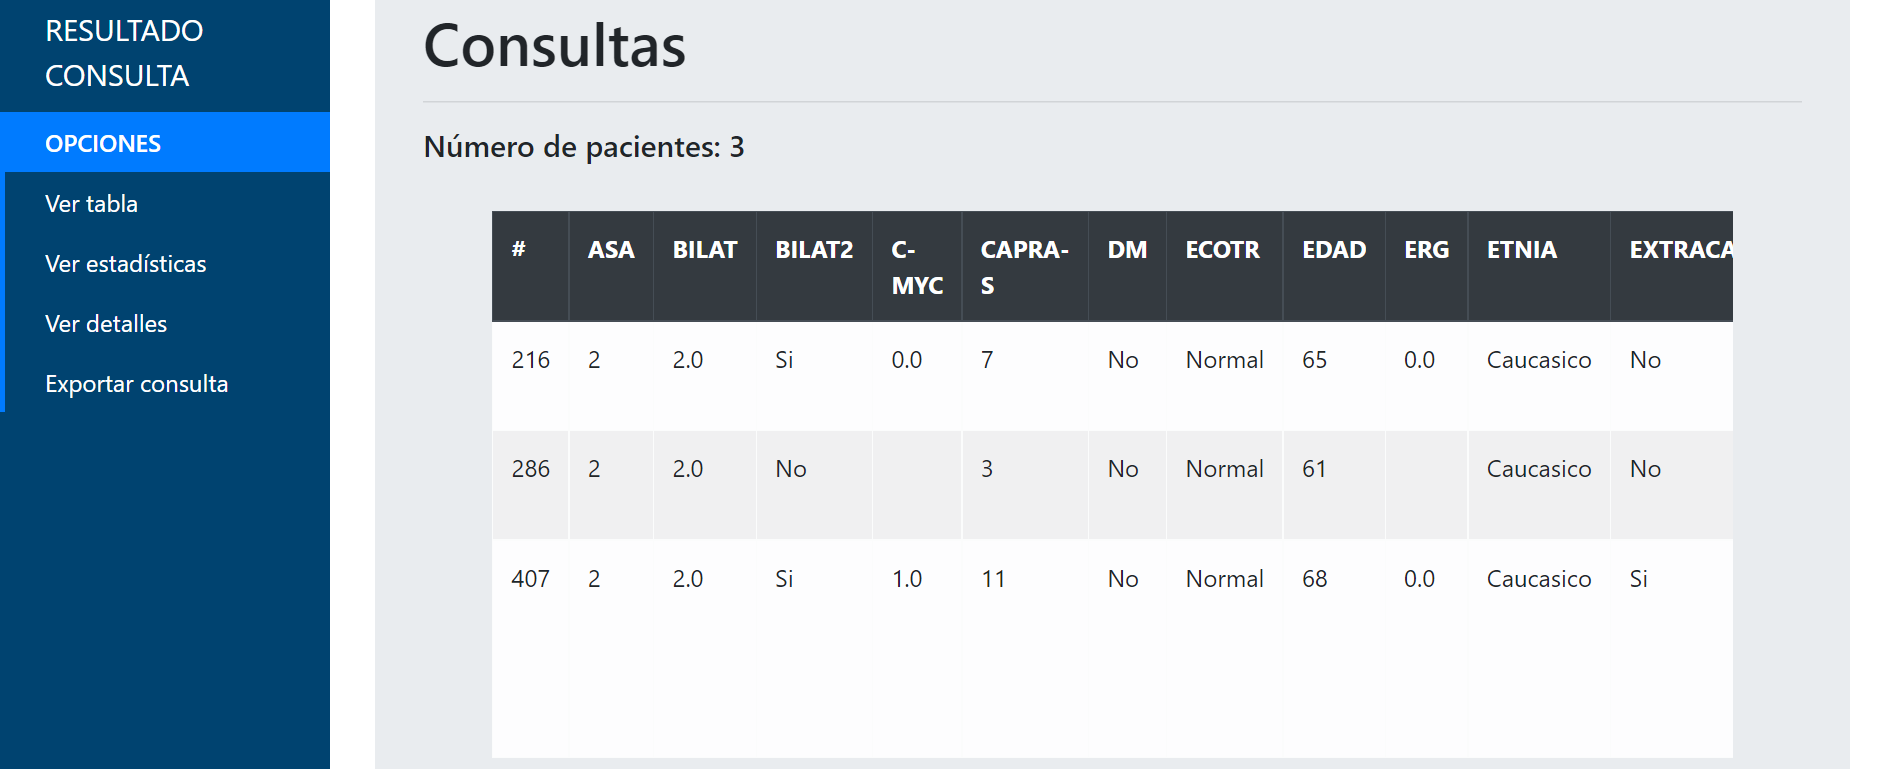 RESULTADO
CONSULTA
OPCIONES
Ver tabla
Ver estadísticas
Ver detalles
Exportar consulta
Consultas
Número de pacientes: 3
# ASA BILAT BILAT2 C-MYC CAPRA-S DM ECOTR EDAD ERG ETNIA EXTRACA
216 2 2.0 Si 0.0 7 No Normal 65 0.0 Caucasico No
286 2 2.0 No 3 No Normal 61 Caucasico No
407 2 2.0 Si 1.0 11 No Normal 68 0.0 Caucasico Si